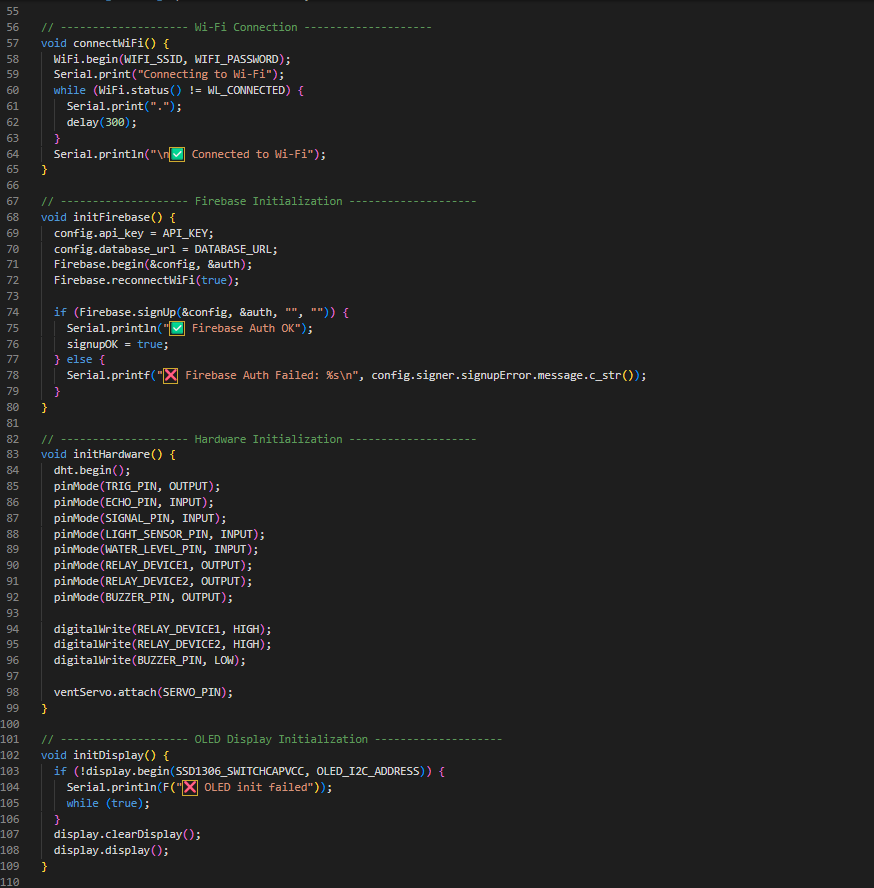 55
56 // -------------------- Wi-Fi Connection --------------------
57 void connectWiFi() {
58   WiFi.begin(WIFI_SSID, WIFI_PASSWORD);
59   Serial.print("Connecting to Wi-Fi");
60   while (WiFi.status() != WL_CONNECTED) {
61     Serial.print(".");
62     delay(300);
63   }
64   Serial.println("\n✅ Connected to Wi-Fi");
65 }
66
67 // -------------------- Firebase Initialization --------------------
68 void initFirebase() {
69   config.api_key = API_KEY;
70   config.database_url = DATABASE_URL;
71   Firebase.begin(&config, &auth);
72   Firebase.reconnectWiFi(true);
73
74   if (Firebase.signUp(&config, &auth, "", "")) {
75     Serial.println("✅ Firebase Auth OK");
76     signupOK = true;
77   } else {
78     Serial.printf("❌ Firebase Auth Failed: %s\n", config.signer.signupError.message.c_str());
79   }
80 }
81
82 // -------------------- Hardware Initialization --------------------
83 void initHardware() {
84   dht.begin();
85   pinMode(TRIG_PIN, OUTPUT);
86   pinMode(ECHO_PIN, INPUT);
87   pinMode(SIGNAL_PIN, INPUT);
88   pinMode(LIGHT_SENSOR_PIN, INPUT);
89   pinMode(WATER_LEVEL_PIN, INPUT);
90   pinMode(RELAY_DEVICE1, OUTPUT);
91   pinMode(RELAY_DEVICE2, OUTPUT);
92   pinMode(BUZZER_PIN, OUTPUT);
93
94   digitalWrite(RELAY_DEVICE1, HIGH);
95   digitalWrite(RELAY_DEVICE2, HIGH);
96   digitalWrite(BUZZER_PIN, LOW);
97
98   ventServo.attach(SERVO_PIN);
99 }
100
101 // -------------------- OLED Display Initialization --------------------
102 void initDisplay() {
103   if (!display.begin(SSD1306_SWITCHCAPVCC, OLED_I2C_ADDRESS)) {
104     Serial.println(F("❌ OLED init failed"));
105     while (true);
106   }
107   display.clearDisplay();
108   display.display();
109 }
110